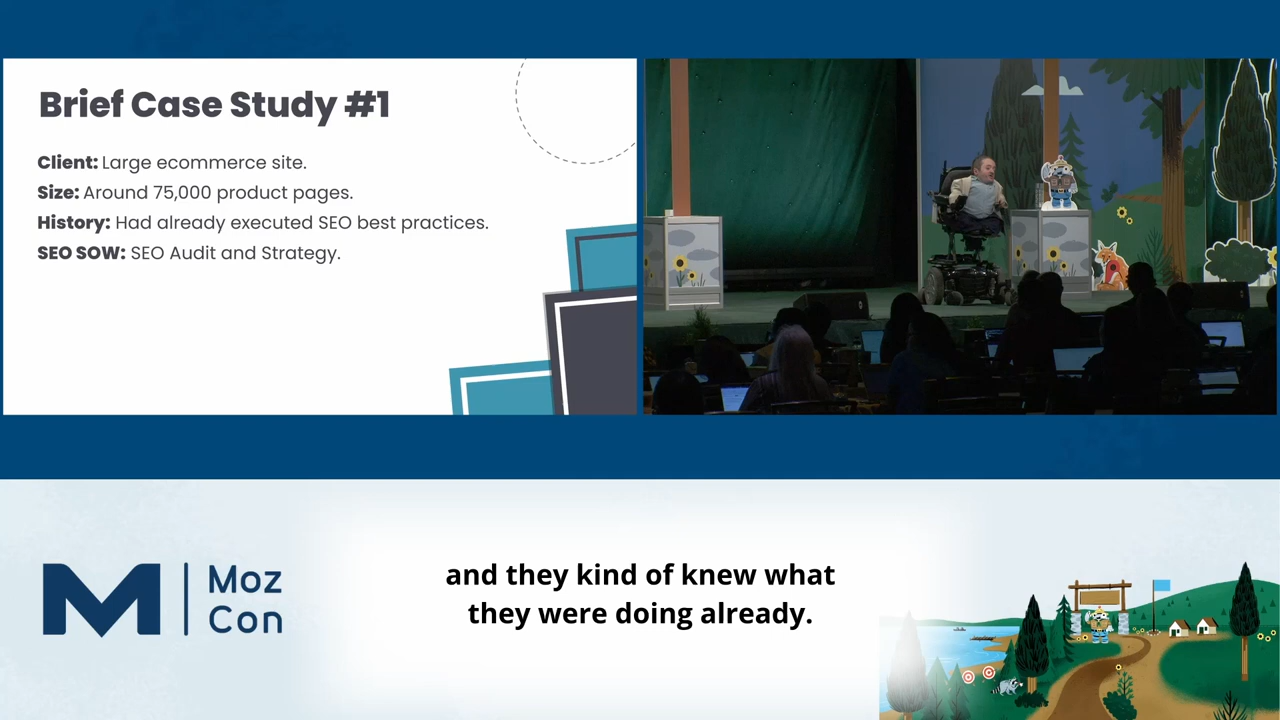 Brief Case Study #1
Client: Large ecommerce site.
Size: Around 75,000 product pages.
History: Had already executed SEO best practices.
SEO SOW: SEO Audit and Strategy.
M | Moz
Con
and they kind of knew what
they were doing already.